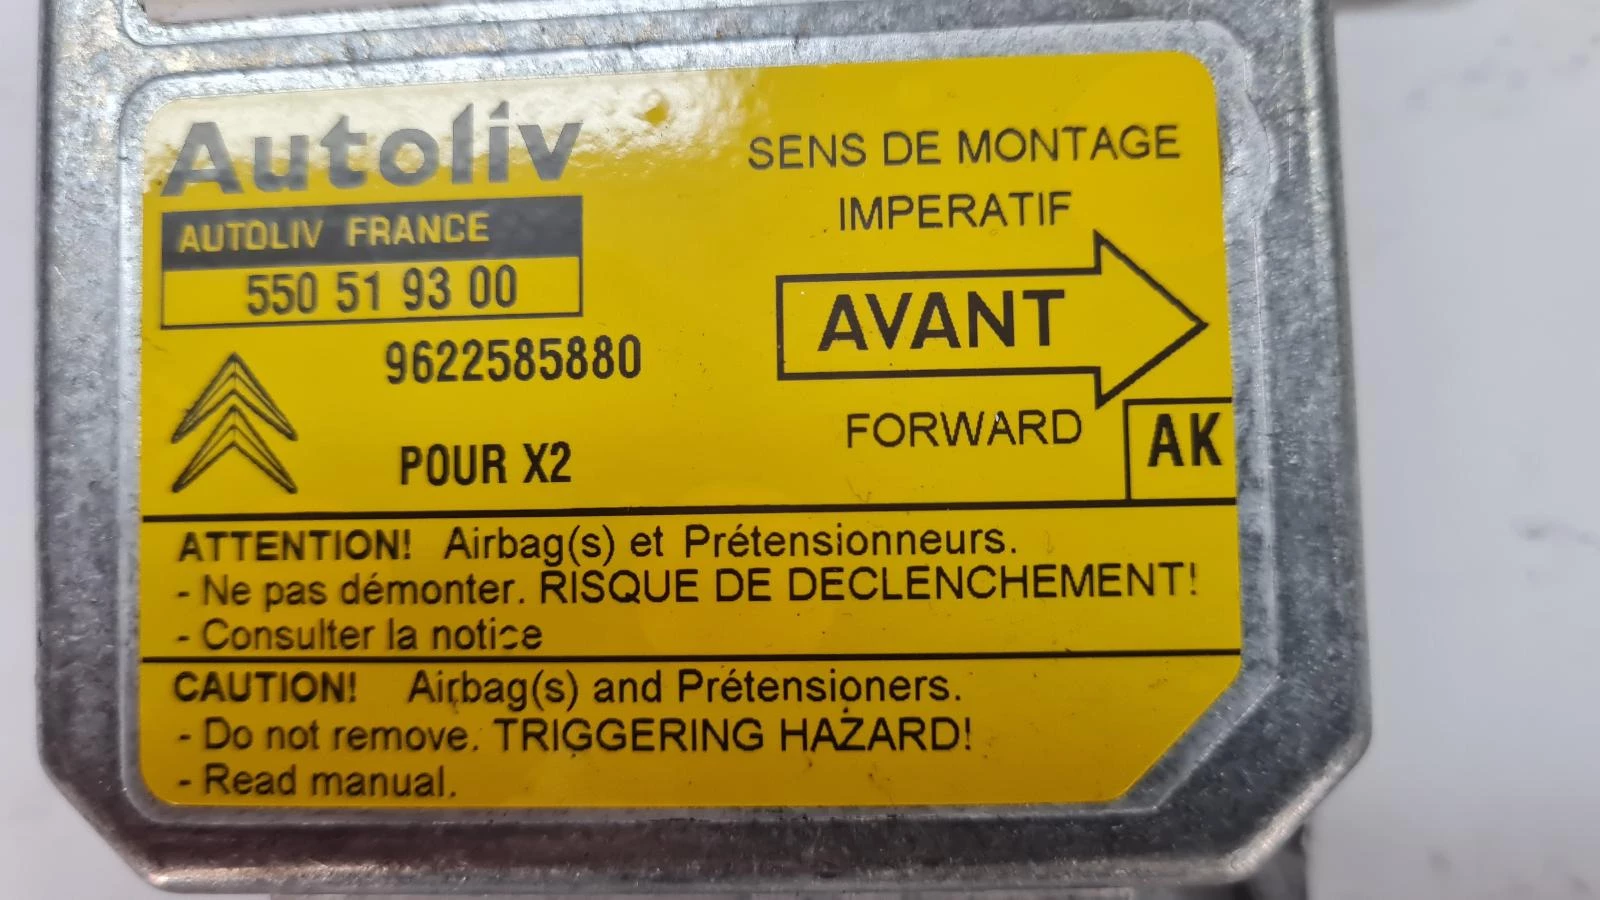 Autoliv
AUTOLIV FRANCE
550 51 93 00
9622585880
POUR X2
SENS DE MONTAGE
IMPERATIF
AVANT
FORWARD
AK
ATTENTION! Airbag(s) et Prétensionneurs.
- Ne pas démonter. RISQUE DE DECLENCHEMENT!
- Consulter la notice
CAUTION! Airbag(s) and Prétensioners.
- Do not remove. TRIGGERING HAZARD!
- Read manual.